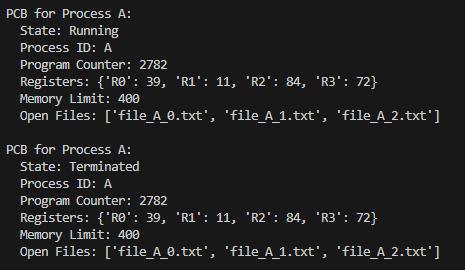 PCB for Process A:
  State: Running
  Process ID: A
  Program Counter: 2782
  Registers: {'R0': 39, 'R1': 11, 'R2': 84, 'R3': 72}
  Memory Limit: 400
  Open Files: ['file_A_0.txt', 'file_A_1.txt', 'file_A_2.txt']

PCB for Process A:
  State: Terminated
  Process ID: A
  Program Counter: 2782
  Registers: {'R0': 39, 'R1': 11, 'R2': 84, 'R3': 72}
  Memory Limit: 400
  Open Files: ['file_A_0.txt', 'file_A_1.txt', 'file_A_2.txt']